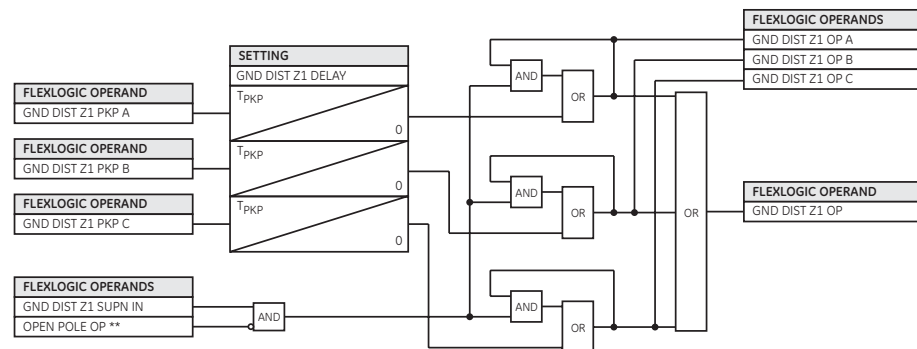 FLEXLOGIC OPERANDS
GND DIST Z1 OP A
GND DIST Z1 OP B
GND DIST Z1 OP C
SETTING
GND DIST Z1 DELAY
TPKP
0
TPKP
0
TPKP
0
FLEXLOGIC OPERAND
GND DIST Z1 PKP A
FLEXLOGIC OPERAND
GND DIST Z1 PKP B
FLEXLOGIC OPERAND
GND DIST Z1 PKP C
FLEXLOGIC OPERANDS
GND DIST Z1 SUPN IN
OPEN POLE OP **
AND
AND
OR
AND
OR
AND
OR
OR
FLEXLOGIC OPERAND
GND DIST Z1 OP